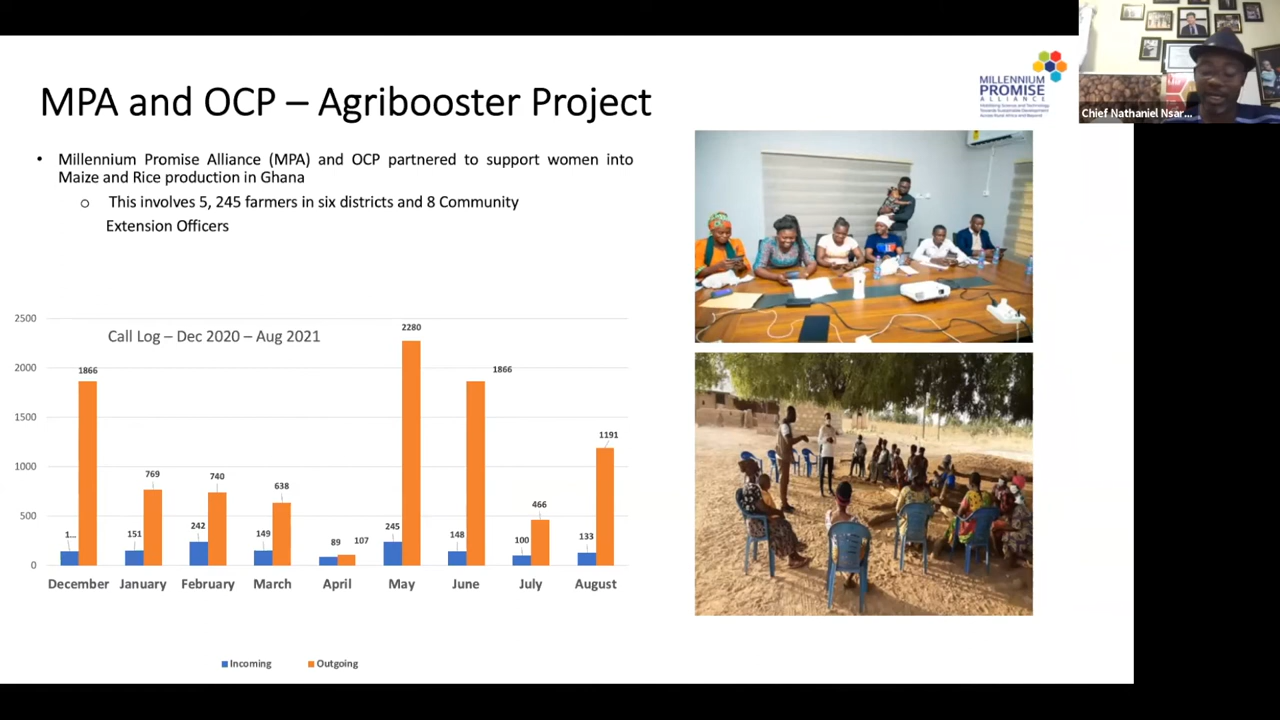 MPA and OCP – Agribooster Project
MILLENNIUM
PROMISE
ALLIANCE
Chief Nathaniel Nsar...
• Millennium Promise Alliance (MPA) and OCP partnered to support women into
Maize and Rice production in Ghana
o This involves 5, 245 farmers in six districts and 8 Community
Extension Officers
Call Log – Dec 2020 – Aug 2021
2500
2000
1500
1000
500
0
1866
769
740
638
107
2280
1866
466
1191
1...
151
242
149
89
245
148
100
133
December January February March April May June July August
Incoming Outgoing